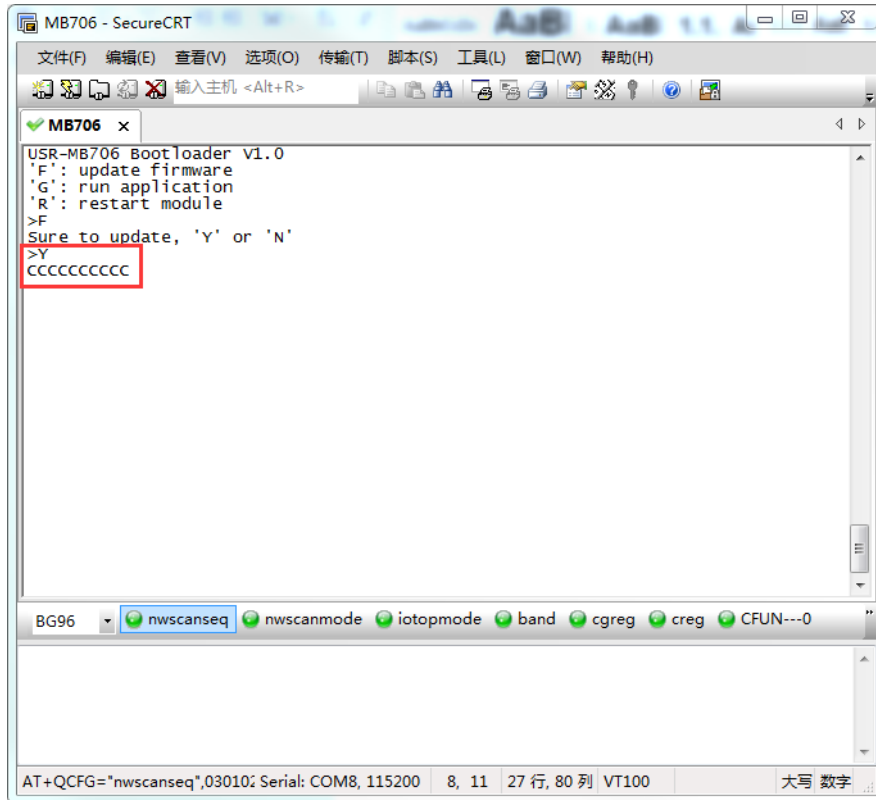 MB706 - SecureCRT
文件(F) 编辑(E) 查看(V) 选项(O) 传输(T) 脚本(S) 工具(L) 窗口(W) 帮助(H)
输入主机 <Alt+R>
MB706
USR-MB706 Bootloader V1.0
'F': update firmware
'G': run application
'R': restart module
>F
Sure to update, 'Y' or 'N'
>Y
CCCCCCCCCC
BG96 nwscanseq nwscanmode iotopmode band cgreg creg CFUN---0
AT+QCFG="nwscanseq",030102 Serial: COM8, 115200 8, 11 27 行, 80 列 VT100 大写 数字